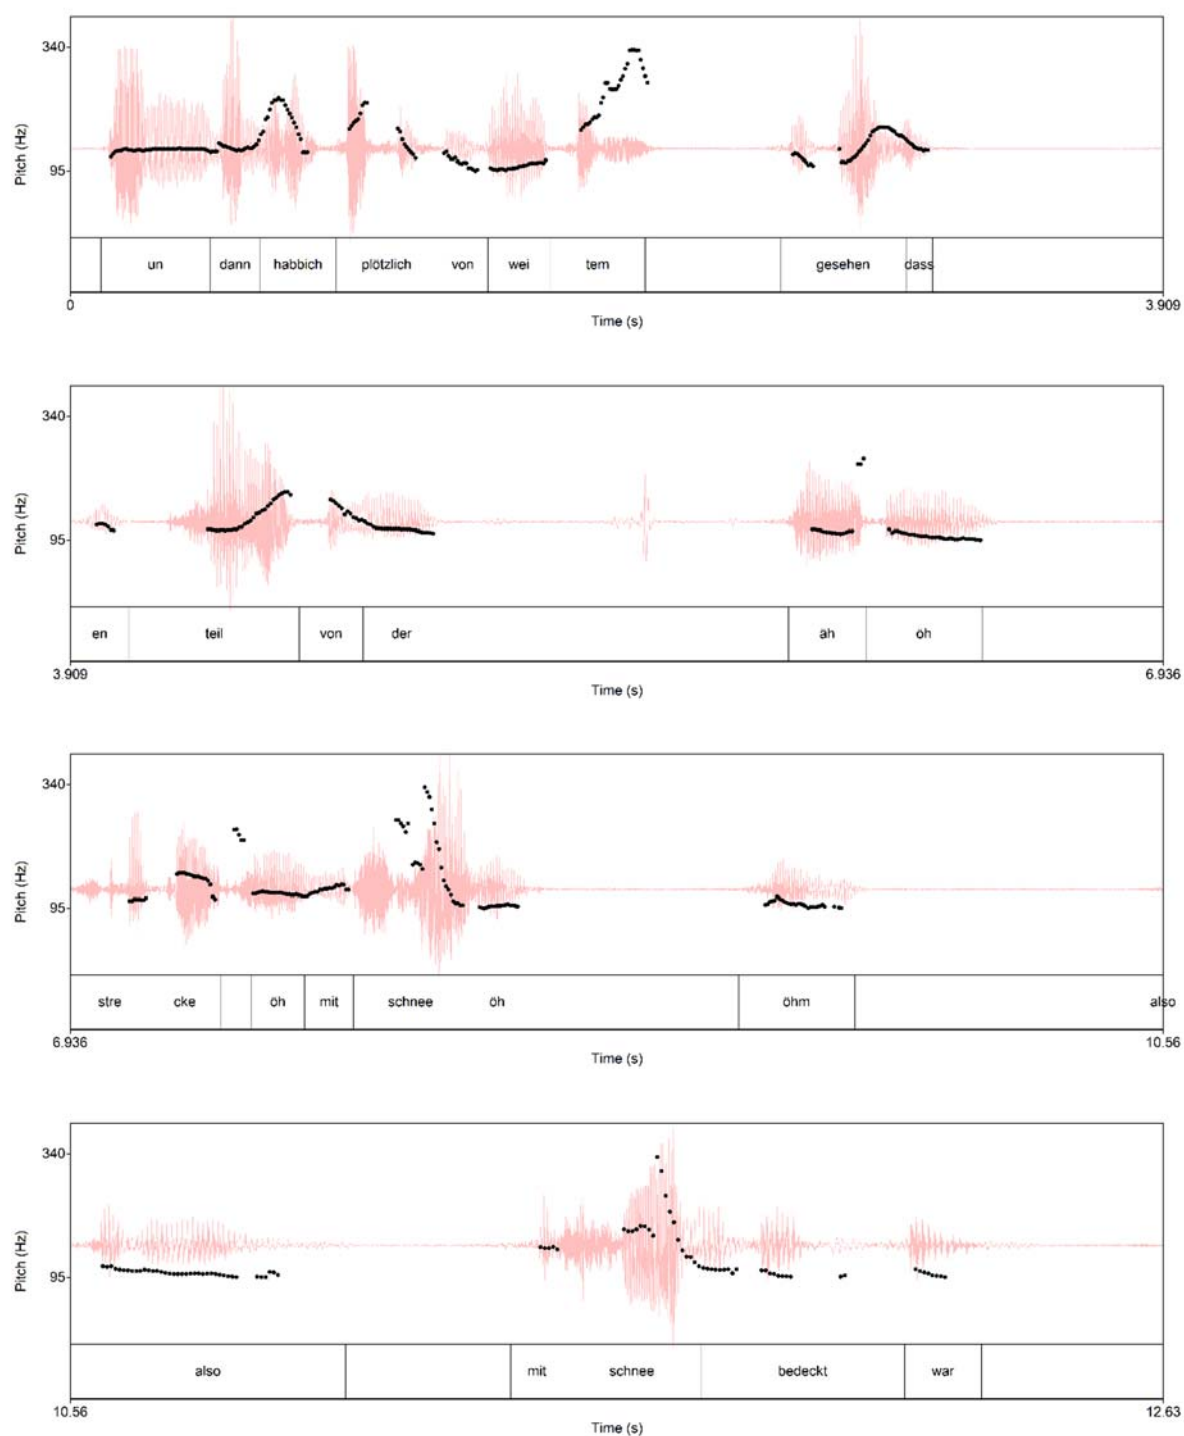 Pitch (Hz)
340
95
un dann habbich plötzlich von wei tern gesehen dass
0 3.909
Time (s)
Pitch (Hz)
340
95
en teil von der äh öh
3.909 6.936
Time (s)
Pitch (Hz)
340
95
stre cke öh mit schnee öh öhm also
6.936 10.56
Time (s)
Pitch (Hz)
340
95
also mit schnee bedeckt war
10.56 12.63
Time (s)